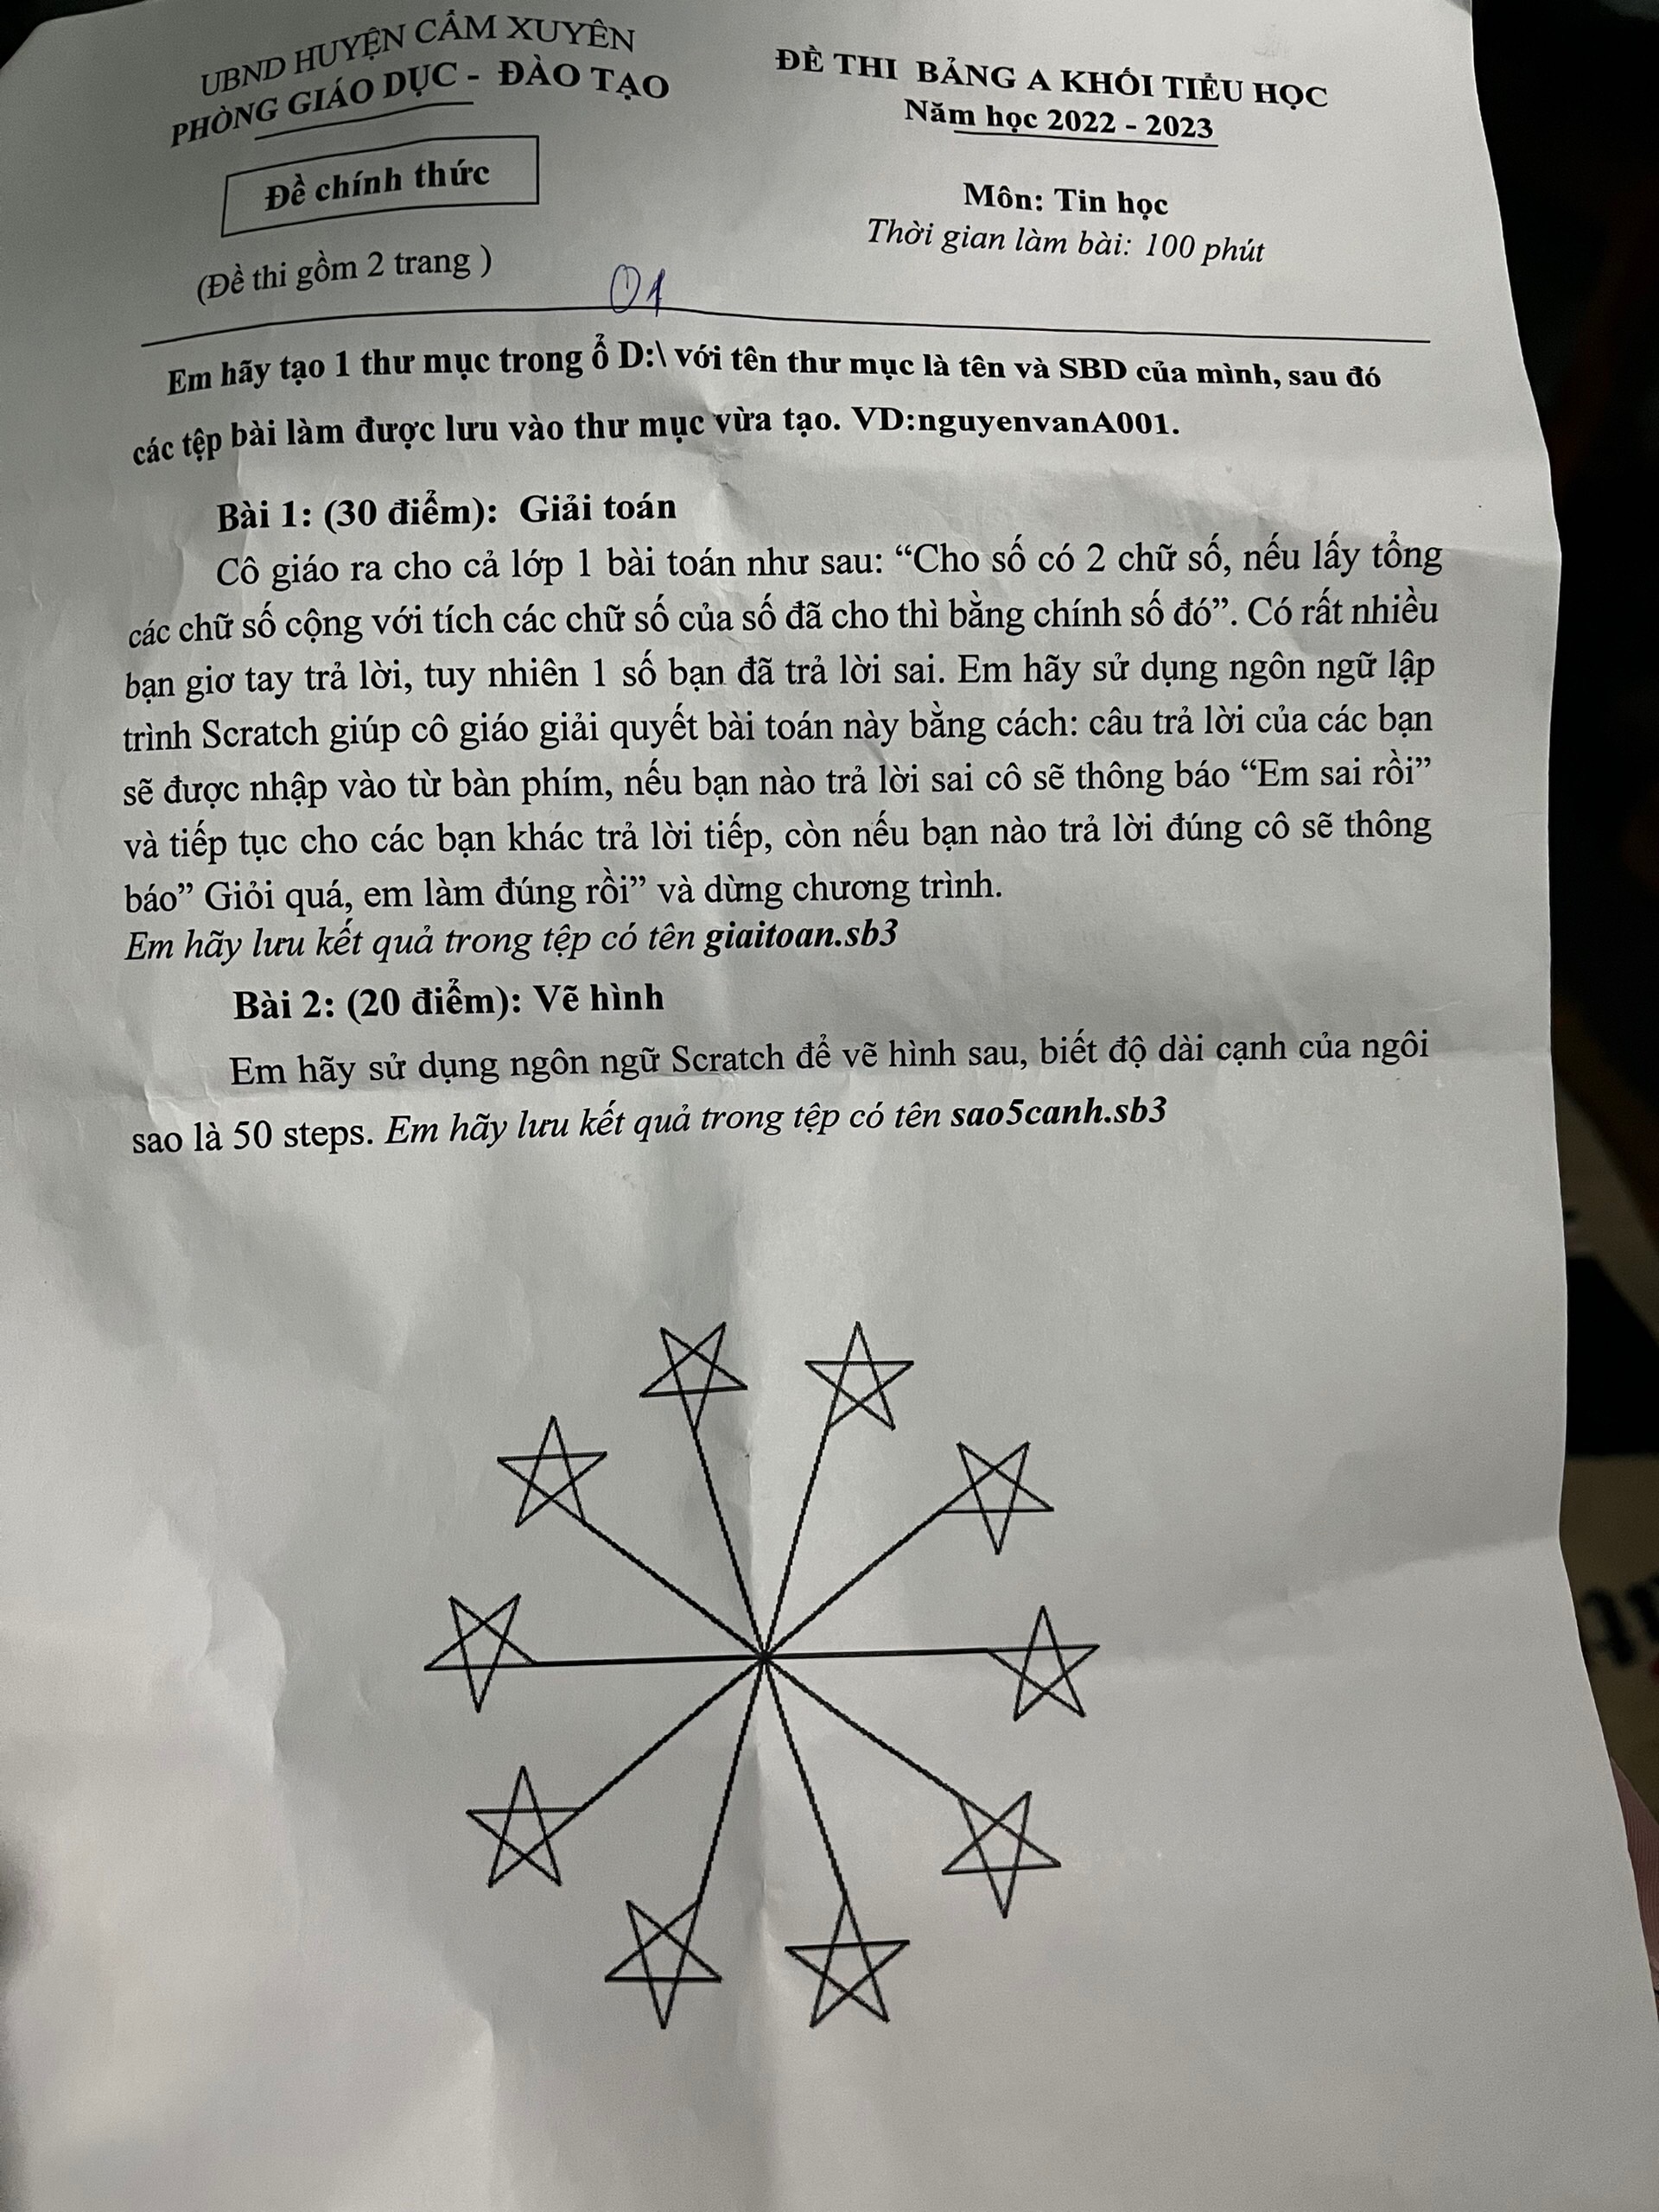 UBND HUYỆN CẨM XUYÊN
PHÒNG GIÁO DỤC - ĐÀO TẠO
Đề chính thức
(Đề thi gồm 2 trang )
ĐỀ THI BẢNG A KHỐI TIỂU HỌC
Năm học 2022 - 2023
Môn: Tin học
Thời gian làm bài: 100 phút
01
Em hãy tạo 1 thư mục trong ổ D:\ với tên thư mục là tên và SBD của mình, sau đó
các tệp bài làm được lưu vào thư mục vừa tạo. VD:nguyenvanA001.
Bài 1: (30 điểm): Giải toán
Cô giáo ra cho cả lớp 1 bài toán như sau: “Cho số có 2 chữ số, nếu lấy tổng
các chữ số cộng với tích các chữ số của số đã cho thì bằng chính số đó”. Có rất nhiều
bạn giơ tay trả lời, tuy nhiên 1 số bạn đã trả lời sai. Em hãy sử dụng ngôn ngữ lập
trình Scratch giúp cô giáo giải quyết bài toán này bằng cách: câu trả lời của các bạn
sẽ được nhập vào từ bàn phím, nếu bạn nào trả lời sai cô sẽ thông báo “Em sai rồi”
và tiếp tục cho các bạn khác trả lời tiếp, còn nếu bạn nào trả lời đúng cô sẽ thông
báo” Giỏi quá, em làm đúng rồi” và dừng chương trình.
Em hãy lưu kết quả trong tệp có tên giaitoan.sb3
Bài 2: (20 điểm): Vẽ hình
Em hãy sử dụng ngôn ngữ Scratch để vẽ hình sau, biết độ dài cạnh của ngôi
sao là 50 steps. Em hãy lưu kết quả trong tệp có tên sao5canh.sb3